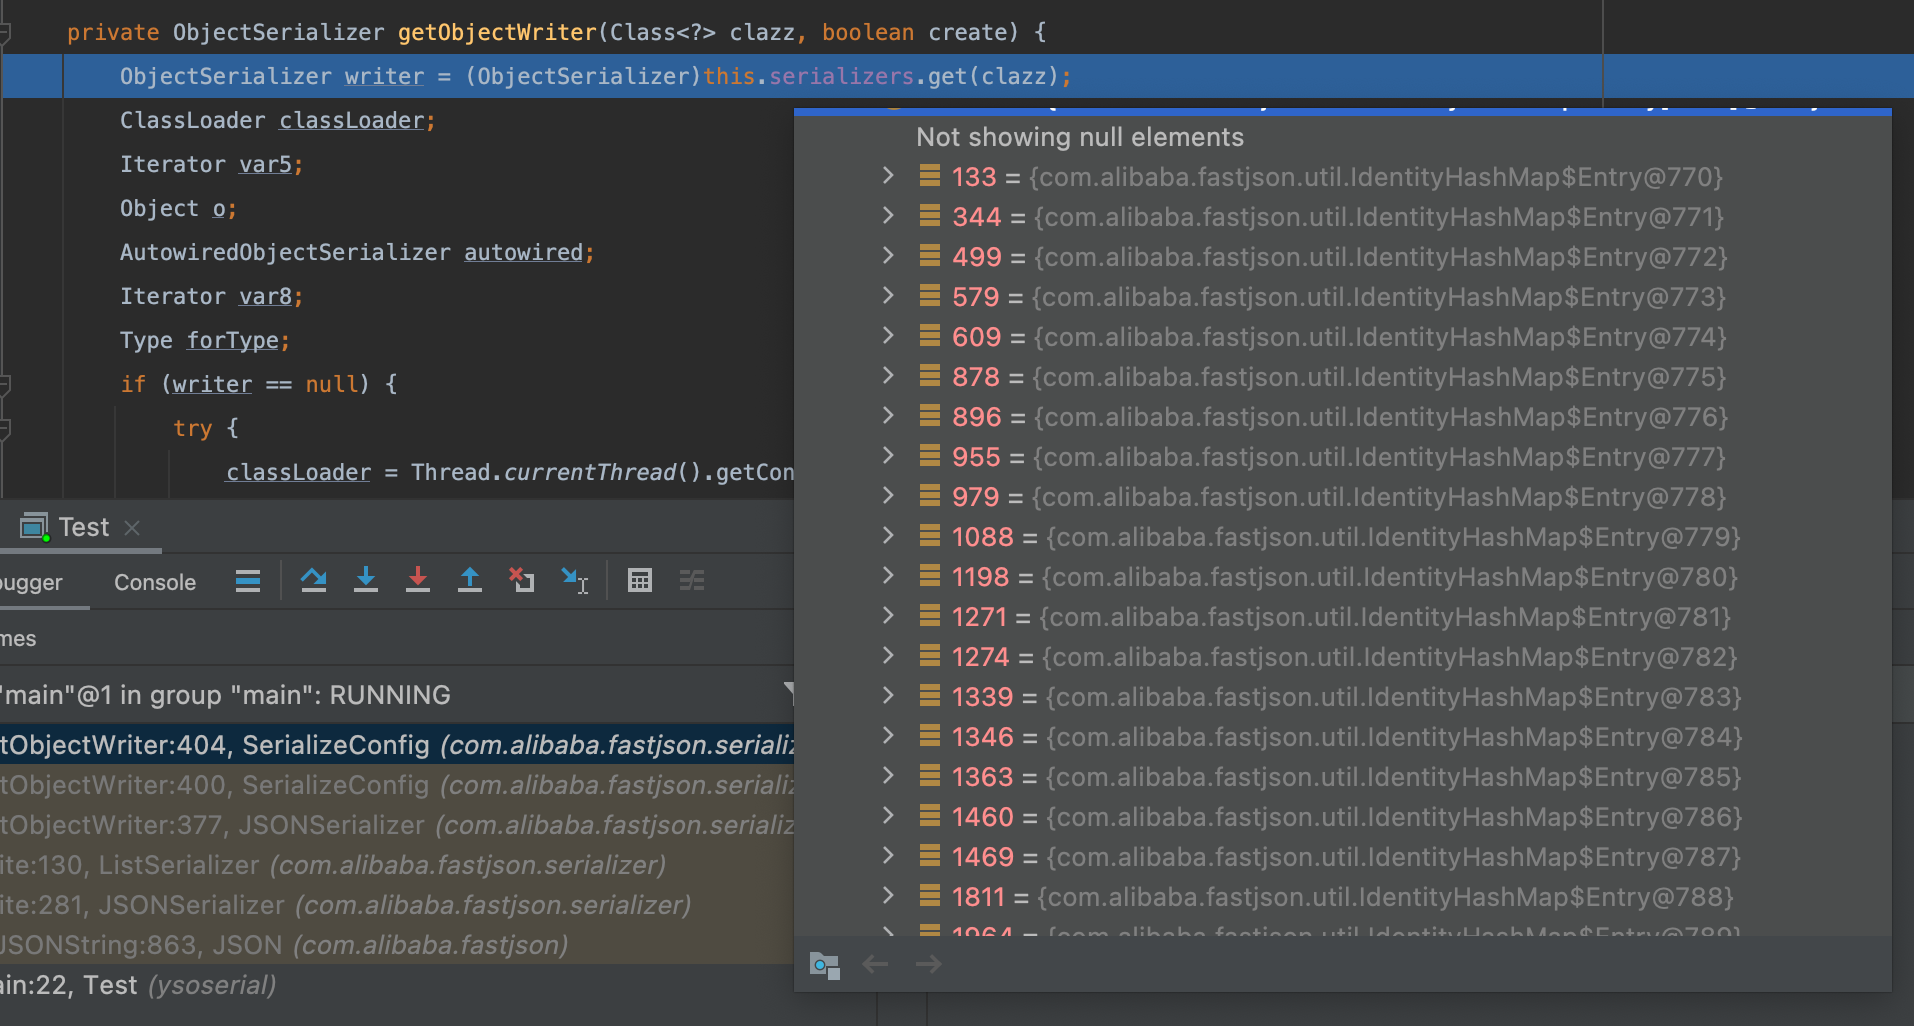 private ObjectSerializer getObjectWriter(Class<?> clazz, boolean create) {
ObjectSerializer writer = (ObjectSerializer)this.serializers.get(clazz);
ClassLoader classLoader;
Iterator var5;
Object o;
AutowiredObjectSerializer autowired;
Iterator var8;
Type forType;
if (writer == null) {
try {
classLoader = Thread.currentThread().getCon
Not showing null elements
133 = {com.alibaba.fastjson.util.IdentityHashMap$Entry@770}
344 = {com.alibaba.fastjson.util.IdentityHashMap$Entry@771}
499 = {com.alibaba.fastjson.util.IdentityHashMap$Entry@772}
579 = {com.alibaba.fastjson.util.IdentityHashMap$Entry@773}
609 = {com.alibaba.fastjson.util.IdentityHashMap$Entry@774}
878 = {com.alibaba.fastjson.util.IdentityHashMap$Entry@775}
896 = {com.alibaba.fastjson.util.IdentityHashMap$Entry@776}
955 = {com.alibaba.fastjson.util.IdentityHashMap$Entry@777}
979 = {com.alibaba.fastjson.util.IdentityHashMap$Entry@778}
1088 = {com.alibaba.fastjson.util.IdentityHashMap$Entry@779}
1198 = {com.alibaba.fastjson.util.IdentityHashMap$Entry@780}
1271 = {com.alibaba.fastjson.util.IdentityHashMap$Entry@781}
1274 = {com.alibaba.fastjson.util.IdentityHashMap$Entry@782}
1339 = {com.alibaba.fastjson.util.IdentityHashMap$Entry@783}
1346 = {com.alibaba.fastjson.util.IdentityHashMap$Entry@784}
1363 = {com.alibaba.fastjson.util.IdentityHashMap$Entry@785}
1460 = {com.alibaba.fastjson.util.IdentityHashMap$Entry@786}
1469 = {com.alibaba.fastjson.util.IdentityHashMap$Entry@787}
1811 = {com.alibaba.fastjson.util.IdentityHashMap$Entry@788}
1964 = {com.alibaba.fastjson.util.IdentityHashMap$Entry@789}
Test
ugger Console
mes
"main"@1 in group "main": RUNNING
tObjectWriter:404, SerializeConfig (com.alibaba.fastjson.serializ
tObjectWriter:400, SerializeConfig (com.alibaba.fastjson.serializ
tObjectWriter:377, JSONSerializer (com.alibaba.fastjson.serializ
ite:130, ListSerializer (com.alibaba.fastjson.serializer)
ite:281, JSONSerializer (com.alibaba.fastjson.serializer)
JSONString:863, JSON (com.alibaba.fastjson)
ain:22, Test (ysoserial)